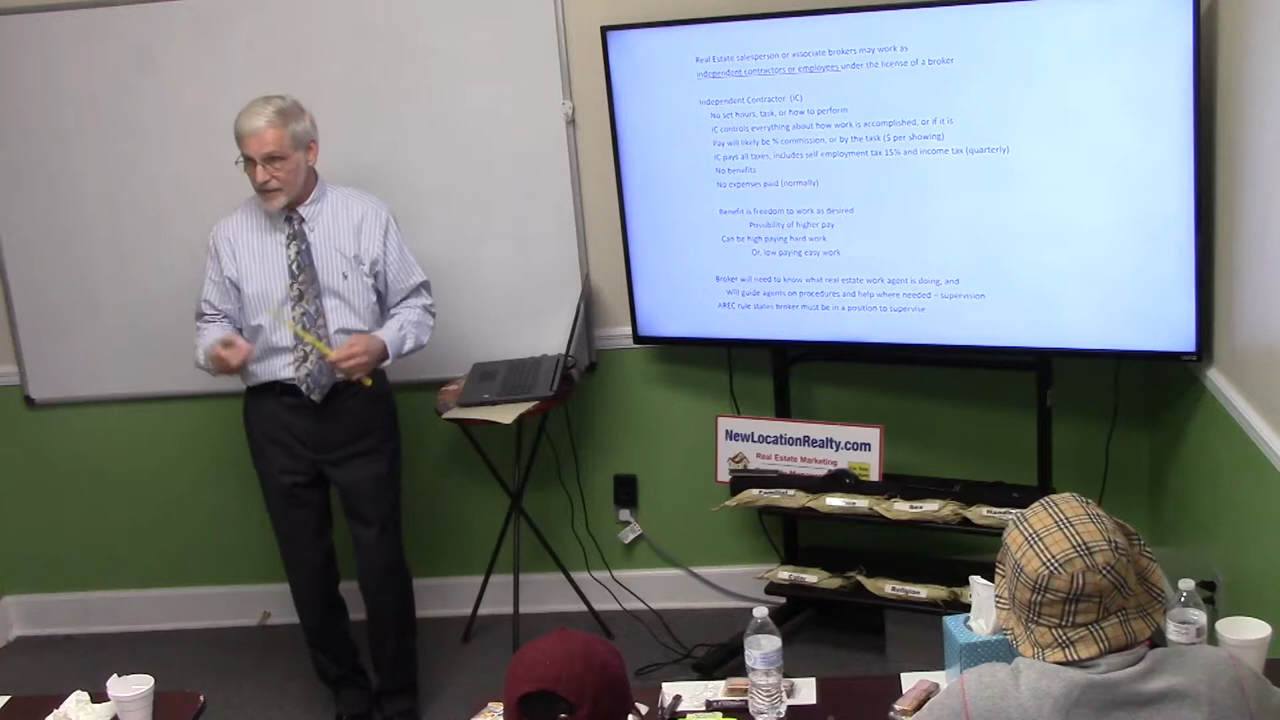 Real Estate salesperson or associate brokers may work as
independent contractors or employees under the license of a broker
Independent Contractor (IC)
No set hours, task, or how to perform
IC controls everything about how work is accomplished, or if it is
Pay will likely be % commission, or by the task ($ per showing)
IC pays all taxes, includes self employment tax 15% and income tax (quarterly)
No benefits
No expenses paid (normally)
Benefit is freedom to work as desired
Possibility of higher pay
Can be high paying hard work
Or, low paying easy work
Broker will need to know what real estate work agent is doing, and
Will guide agents on procedures and help where needed – supervision
AREC rule states broker must be in a position to supervise
NewLocationRealty.com
Real Estate Marketing
Familial
Sex
Color
Religion